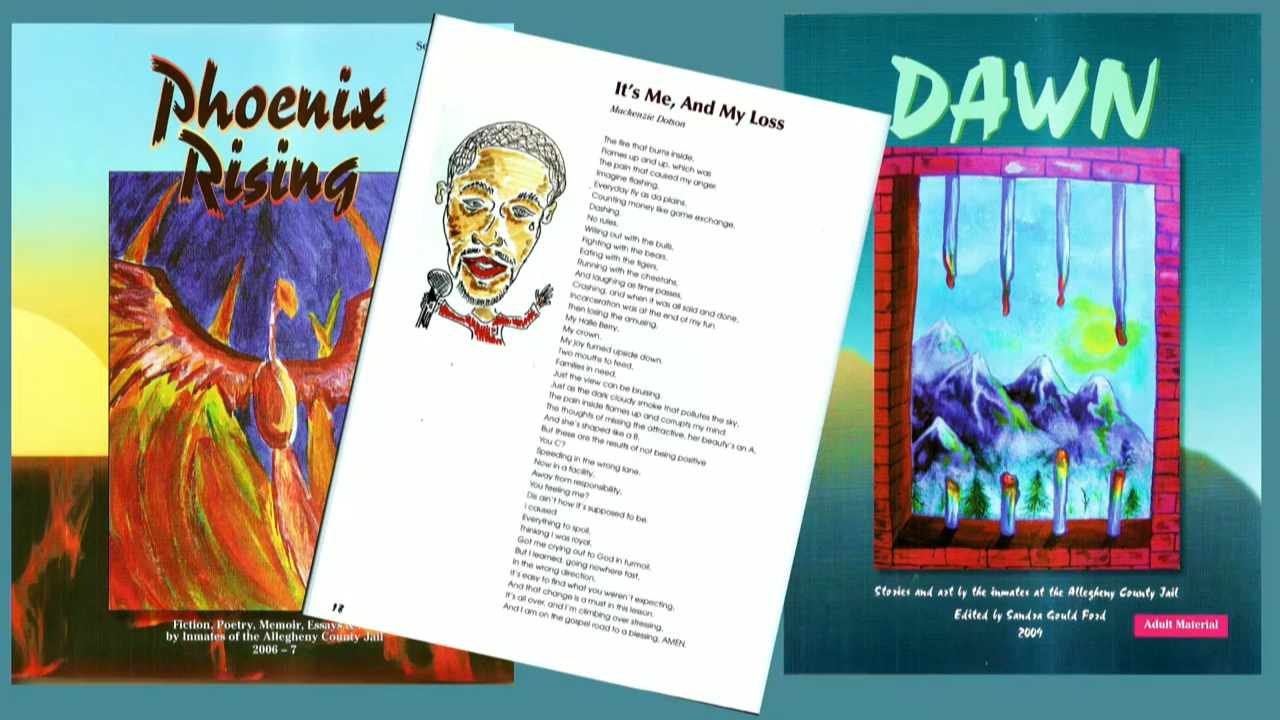 Phoenix
Rising
Fiction, Poetry, Memoir, Essays
by Inmates of the Allegheny County Jail
2006 – 7
It's Me, And My Loss
Mackenzie Dotson
The fire that burns inside,
Flames up and up, which was
The pain that caused my anger.
Imagine flashing,
Everyday fly as da plains,
Counting money like game exchange,
Dashing,
No rules,
Wiling out with the bulls,
Fighting with the bears,
Eating with the tigers,
Running with the cheetahs,
And laughing as time passes,
Crashing, and when it was all said and done,
Incarceration was at the end of my fun.
Then losing the amusing.
My Halle Berry,
My crown,
My joy turned upside down.
Two mouths to feed,
Families in need,
Just the view can be bruising.
Just as the dark cloudy smoke that pollutes the sky,
The pain inside flames up and corrupts my mind.
The thoughts of missing the attractive, her beauty's an A,
And she's shaped like a B,
But these are the results of not being positive
You C?
Speeding in the wrong lane,
Now in a facility,
Away from responsibility,
You feeling me?
Dis ain't how it's supposed to be.
I caused
Everything to spoil,
Thinking I was royal,
Got me crying out to God in turmoil,
But I learned, going nowhere fast,
In the wrong direction.
It's easy to find what you weren't expecting,
And that change is a must in this lesson.
It's all over, and I'm climbing over stressing,
And I am on the gospel road to a blessing, AMEN.
18
DAWN
Stories and art by the inmates at the Allegheny County Jail
Edited by Sandra Gould Ford
2009
Adult Material